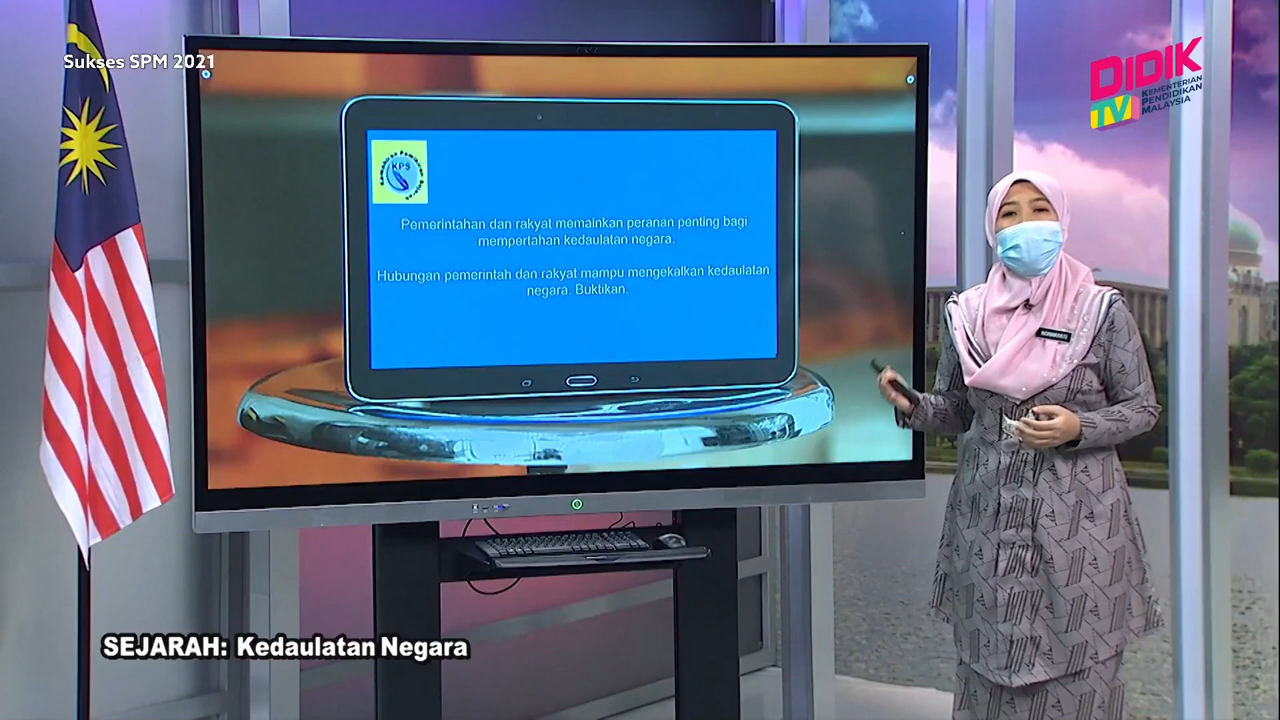 Sukses SPM 2021
DIDIK
TV
KEMENTERIAN
PENDIDIKAN
MALAYSIA
KPS
Pemerintahan dan rakyat memainkan peranan penting bagi
mempertahan kedaulatan negara.
Hubungan pemerintah dan rakyat mampu mengekalkan kedaulatan
negara. Buktikan.
SEJARAH: Kedaulatan Negara